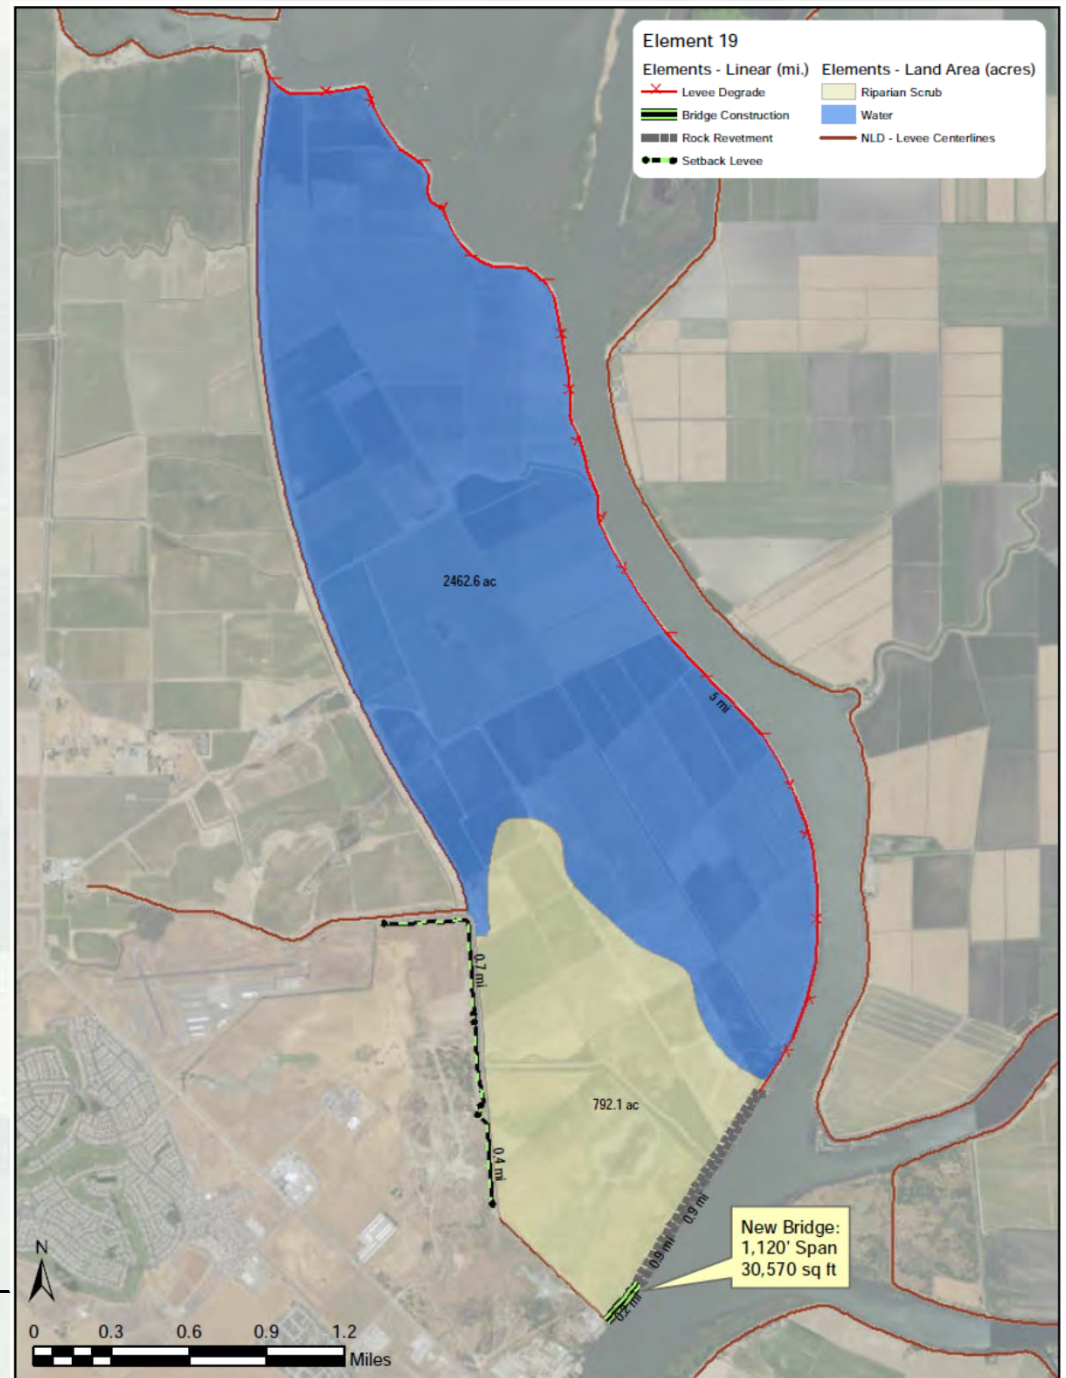 Element 19
Elements - Linear (mi.)
Levee Degrade
Bridge Construction
Rock Revetment
Setback Levee
Elements - Land Area (acres)
Riparian Scrub
Water
NLD - Levee Centerlines
2462.6 ac
5 mi
0.7 mi
792.1 ac
0.4 mi
0.9 mi
0.9 mi
New Bridge:
1,120' Span
30,570 sq ft
0.2 mi
N
0 0.3 0.6 0.9 1.2
Miles